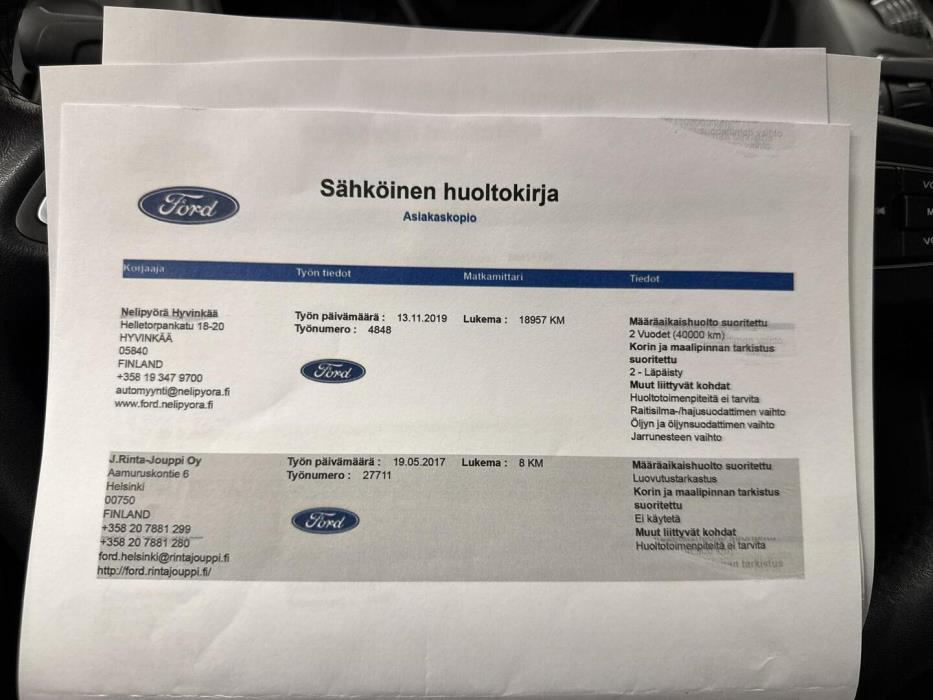 Sähköinen huoltokirja
Ford
Asiakaskopio
Korjaaja Työn tiedot Matkamittari Tiedot
Nelipyörä Hyvinkää
Helletorpankatu 18-20
HYVINKÄÄ
05840
FINLAND
+358 19 347 9700
automyynti@nelipyora.fi
www.ford.nelipyora.fi
Työn päivämäärä : 13.11.2019 Lukema : 18957 KM
Työnumero : 4848
Ford
Määräaikaishuolto suoritettu
2 Vuodet (40000 km)
Korin ja maalipinnan tarkistus
suoritettu
2 - Läpäisty
Muut liittyvät kohdat
Huoltotoimenpiteitä ei tarvita
Raitisilma-/hajusuodattimen vaihto
Öljyn ja öljynsuodattimen vaihto
Jarrunesteen vaihto
J.Rinta-Jouppi Oy
Aamuruskontie 6
Helsinki
00750
FINLAND
+358 20 7881 299
+358 20 7881 280
ford.helsinki@rintajouppi.fi
http://ford.rintajouppi.fi/
Työn päivämäärä : 19.05.2017 Lukema : 8 KM
Työnumero : 27711
Ford
Määräaikaishuolto suoritettu
Luovutustarkastus
Korin ja maalipinnan tarkistus
suoritettu
Ei käytetä
Muut liittyvät kohdat
Huoltotoimenpiteitä ei tarvita